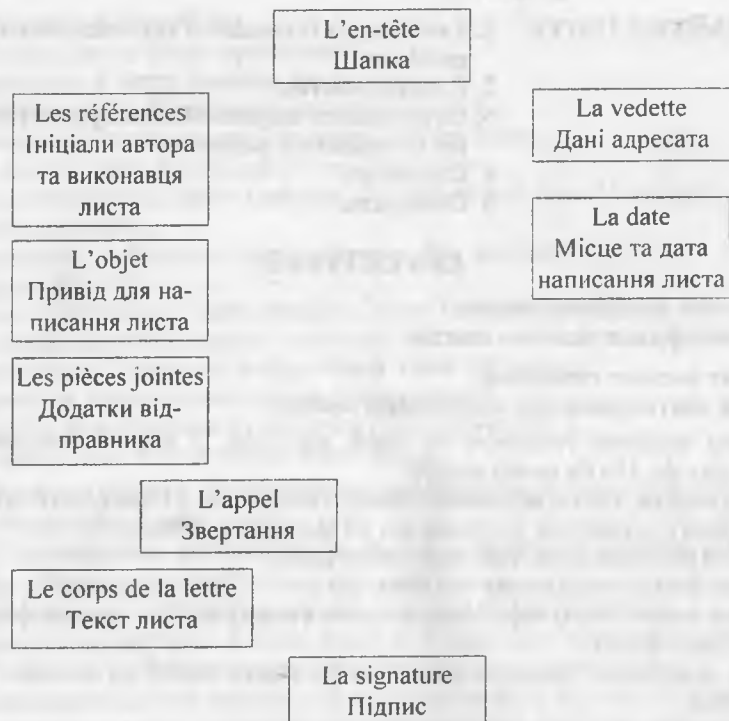 L'en-tête
Шапка
Les références
Ініціали автора
та виконавця
листа
La vedette
Дані адресата
La date
Місце та дата
написання листа
L'objet
Привід для на-
писання листа
Les pièces jointes
Додатки від-
правника
L'appel
Звертання
Le corps de la lettre
Текст листа
La signature
Підпис